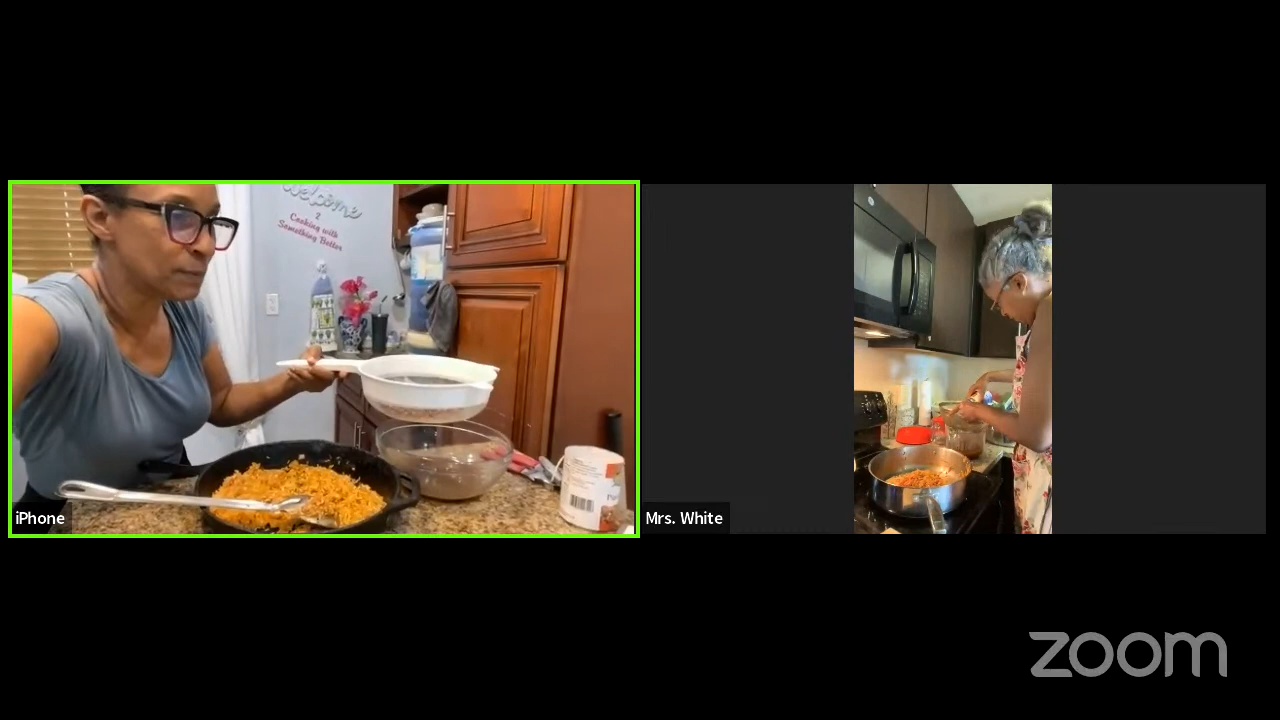 Welcome
2
Cooking with
Something Better
iPhone
Mrs. White
zoom